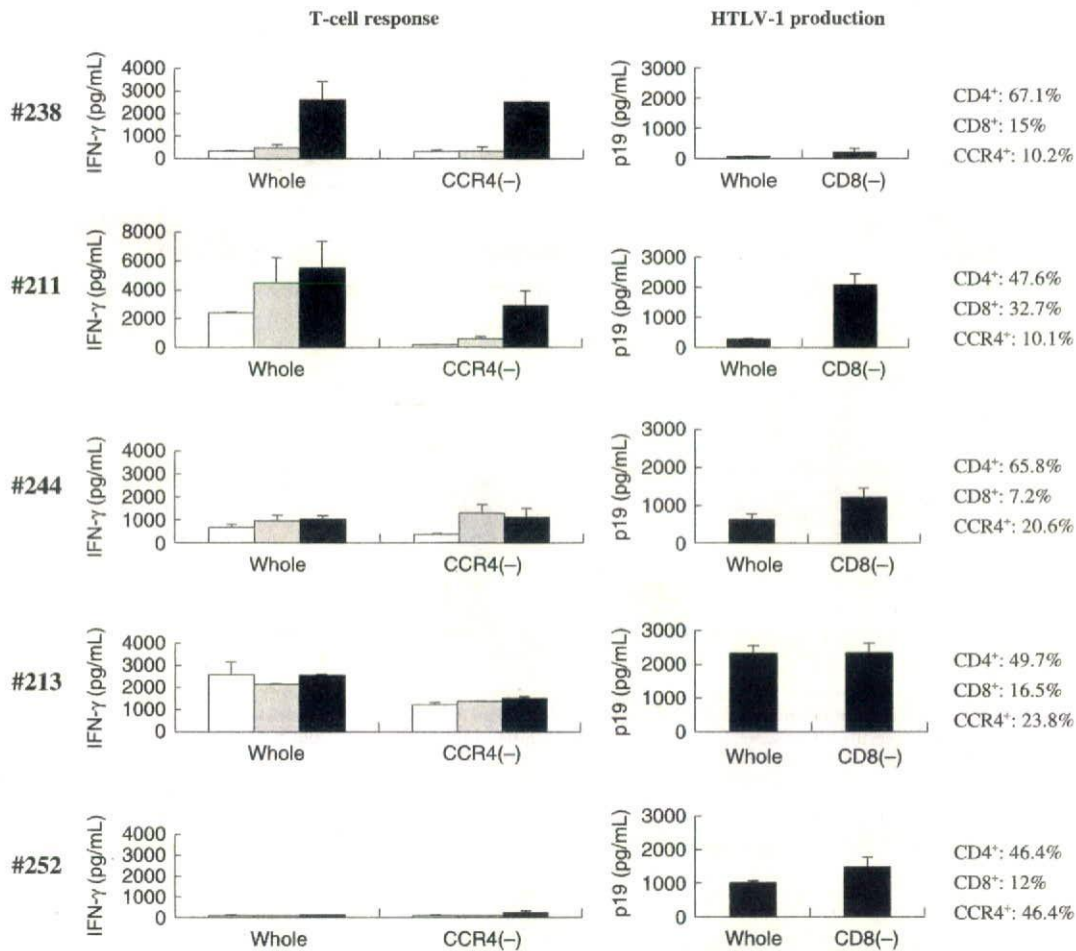 T-cell response
HTLV-1 production
#238
IFN-γ (pg/mL)
4000
3000
2000
1000
0
Whole
CCR4(–)
p19 (pg/mL)
3000
2000
1000
0
Whole
CD8(–)
CD4⁺: 67.1%
CD8⁺: 15%
CCR4⁺: 10.2%
#211
IFN-γ (pg/mL)
8000
6000
4000
2000
0
Whole
CCR4(–)
p19 (pg/mL)
3000
2000
1000
0
Whole
CD8(–)
CD4⁺: 47.6%
CD8⁺: 32.7%
CCR4⁺: 10.1%
#244
IFN-γ (pg/mL)
4000
3000
2000
1000
0
Whole
CCR4(–)
p19 (pg/mL)
3000
2000
1000
0
Whole
CD8(–)
CD4⁺: 65.8%
CD8⁺: 7.2%
CCR4⁺: 20.6%
#213
IFN-γ (pg/mL)
4000
3000
2000
1000
0
Whole
CCR4(–)
p19 (pg/mL)
3000
2000
1000
0
Whole
CD8(–)
CD4⁺: 49.7%
CD8⁺: 16.5%
CCR4⁺: 23.8%
#252
IFN-γ (pg/mL)
4000
3000
2000
1000
0
Whole
CCR4(–)
p19 (pg/mL)
3000
2000
1000
0
Whole
CD8(–)
CD4⁺: 46.4%
CD8⁺: 12%
CCR4⁺: 46.4%